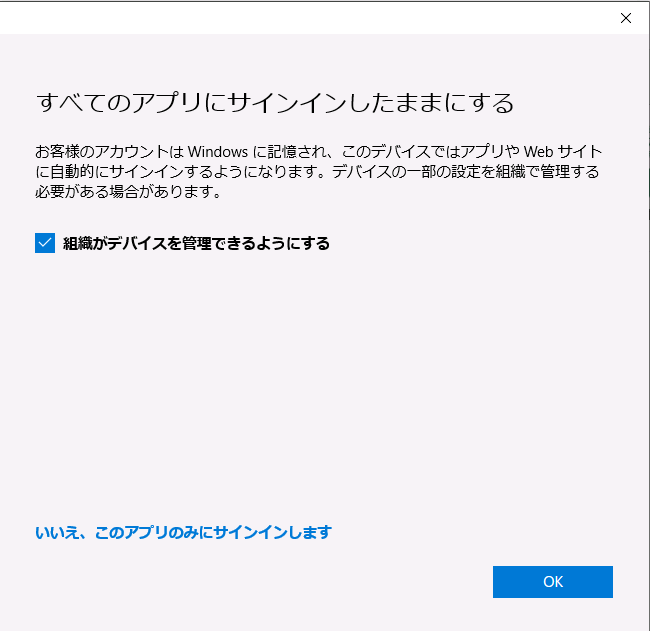 すべてのアプリにサインインしたままにする
お客様のアカウントは Windows に記憶され、このデバイスではアプリや Web サイト
に自動的にサインインするようになります。デバイスの一部の設定を組織で管理する
必要がある場合があります。
組織がデバイスを管理できるようにする
いいえ、このアプリのみにサインインします
OK